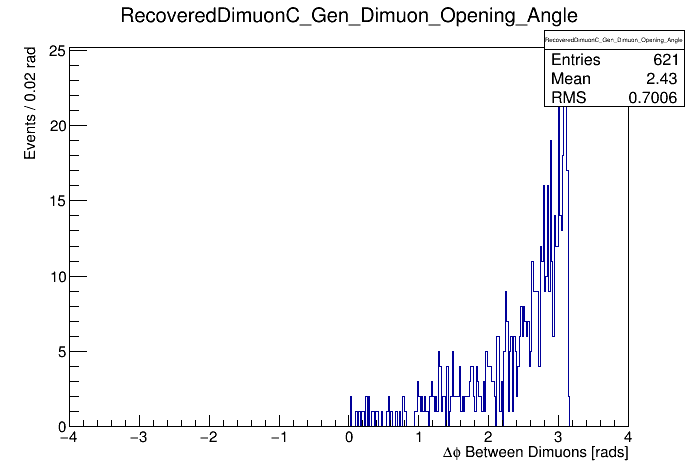 RecoveredDimuonC_Gen_Dimuon_Opening_Angle
RecoveredDimuonC_Gen_Dimuon_Opening_Angle
Entries 621
Mean 2.43
RMS 0.7006
Events / 0.02 rad
25
20
15
10
5
0
−4 −3 −2 −1 0 1 2 3 4
Δϕ Between Dimuons [rads]